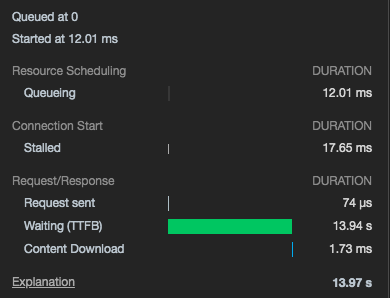 Queued at 0
Started at 12.01 ms
Resource Scheduling DURATION
Queueing 12.01 ms
Connection Start DURATION
Stalled 17.65 ms
Request/Response DURATION
Request sent 74 µs
Waiting (TTFB) 13.94 s
Content Download 1.73 ms
Explanation 13.97 s